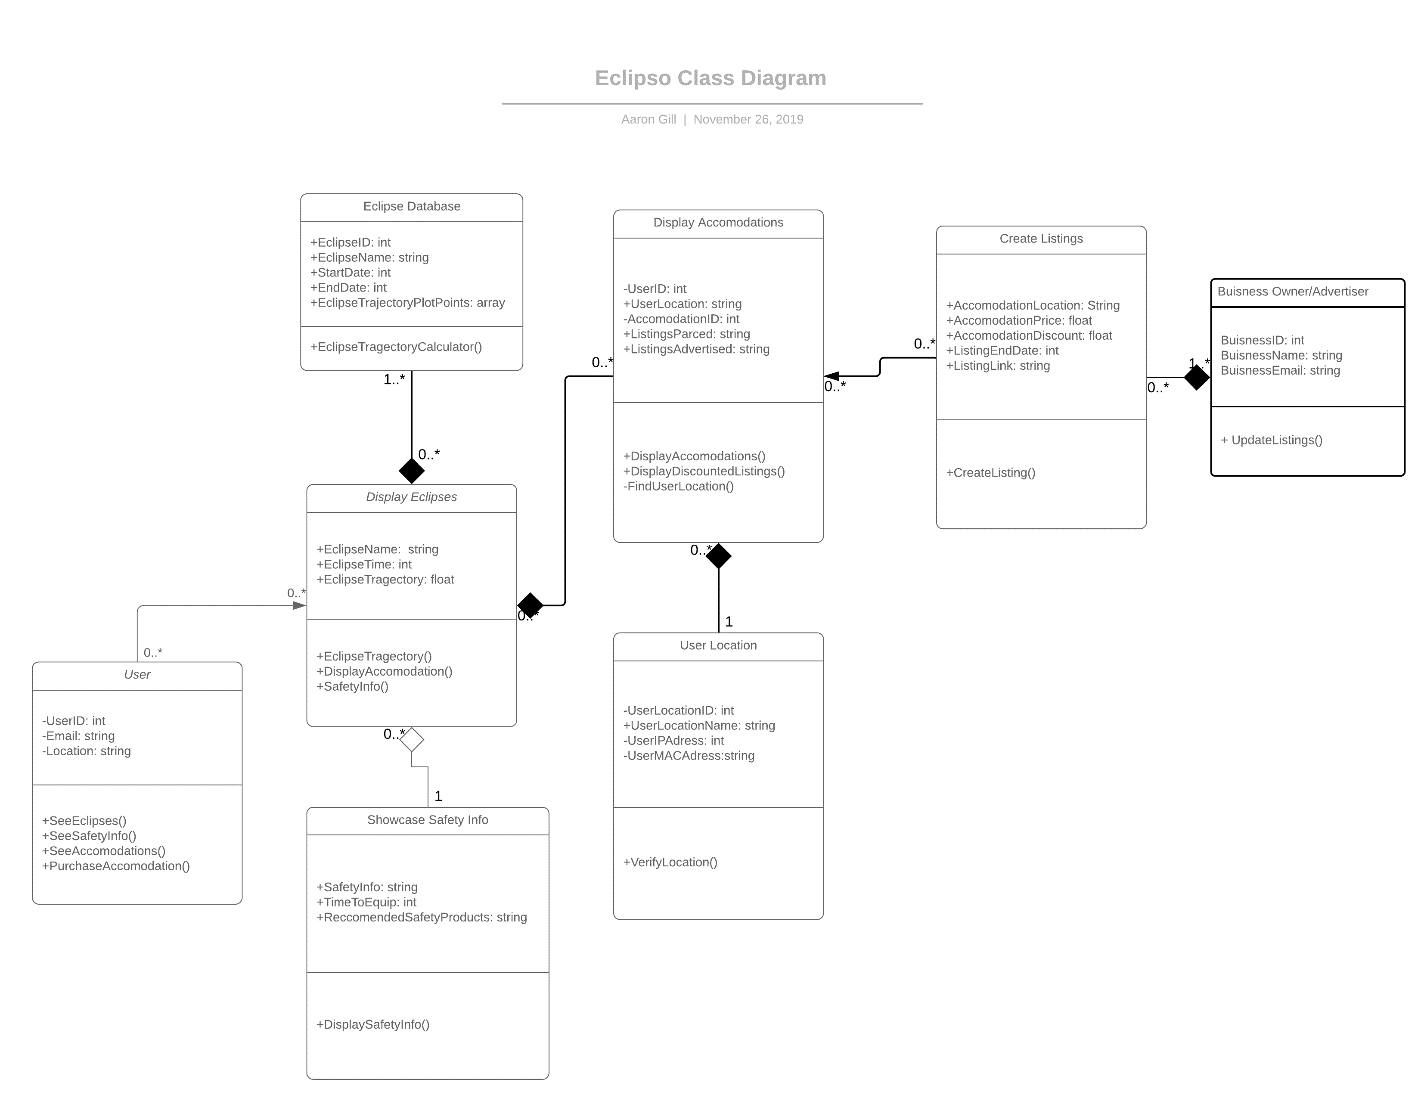 Eclipso Class Diagram
Aaron Gill | November 26, 2019
Eclipse Database
+EclipseID: int
+EclipseName: string
+StartDate: int
+EndDate: int
+EclipseTrajectoryPlotPoints: array
+EclipseTragectoryCalculator()
1..*
0..*
Display Eclipses
+EclipseName:  string
+EclipseTime: int
+EclipseTragectory: float
+EclipseTragectory()
+DisplayAccomodation()
+SafetyInfo()
0..*
0..*
User
-UserID: int
-Email: string
-Location: string
+SeeEclipses()
+SeeSafetyInfo()
+SeeAccomodations()
+PurchaseAccomodation()
0..*
1
Showcase Safety Info
+SafetyInfo: string
+TimeToEquip: int
+ReccomendedSafetyProducts: string
+DisplaySafetyInfo()
0..*
0..*
Display Accomodations
-UserID: int
+UserLocation: string
-AccomodationID: int
+ListingsParced: string
+ListingsAdvertised: string
+DisplayAccomodations()
+DisplayDiscountedListings()
-FindUserLocation()
0..*
1
User Location
-UserLocationID: int
+UserLocationName: string
-UserIPAdress: int
-UserMACAdress:string
+VerifyLocation()
0..*
0..*
Create Listings
+AccomodationLocation: String
+AccomodationPrice: float
+AccomodationDiscount: float
+ListingEndDate: int
+ListingLink: string
+CreateListing()
0..*
1..*
Buisness Owner/Advertiser
BuisnessID: int
BuisnessName: string
BuisnessEmail: string
+ UpdateListings()